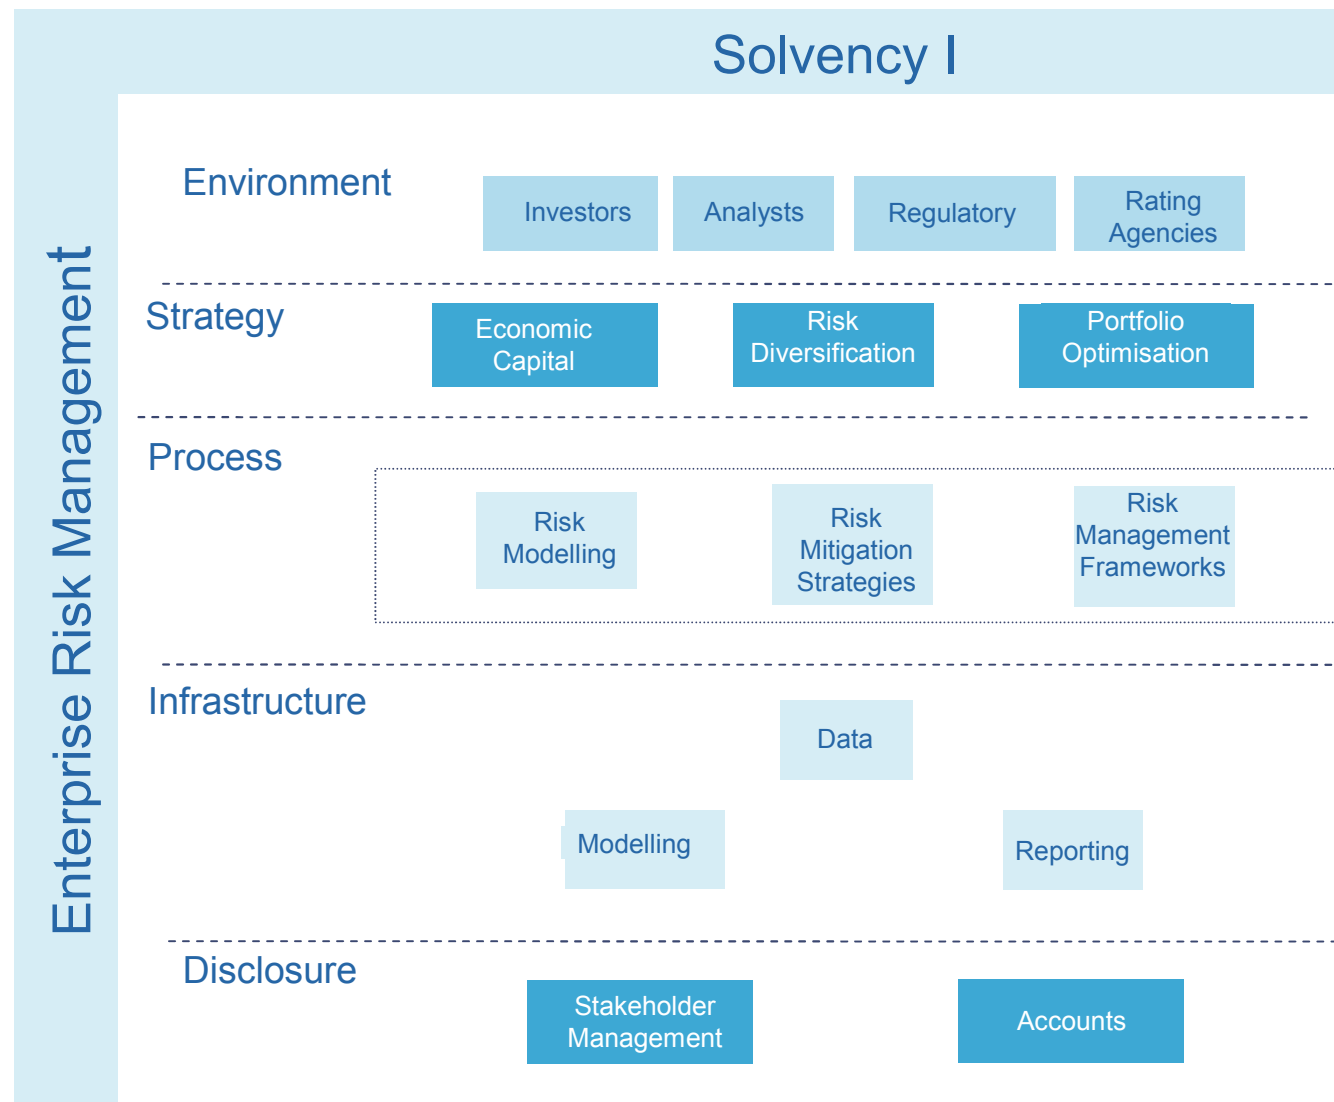 Solvency I
Enterprise Risk Management
Environment
Investors
Analysts
Regulatory
Rating
Agencies
Strategy
Economic
Capital
Risk
Diversification
Portfolio
Optimisation
Process
Risk
Modelling
Risk
Mitigation
Strategies
Risk
Management
Frameworks
Infrastructure
Data
Modelling
Reporting
Disclosure
Stakeholder
Management
Accounts